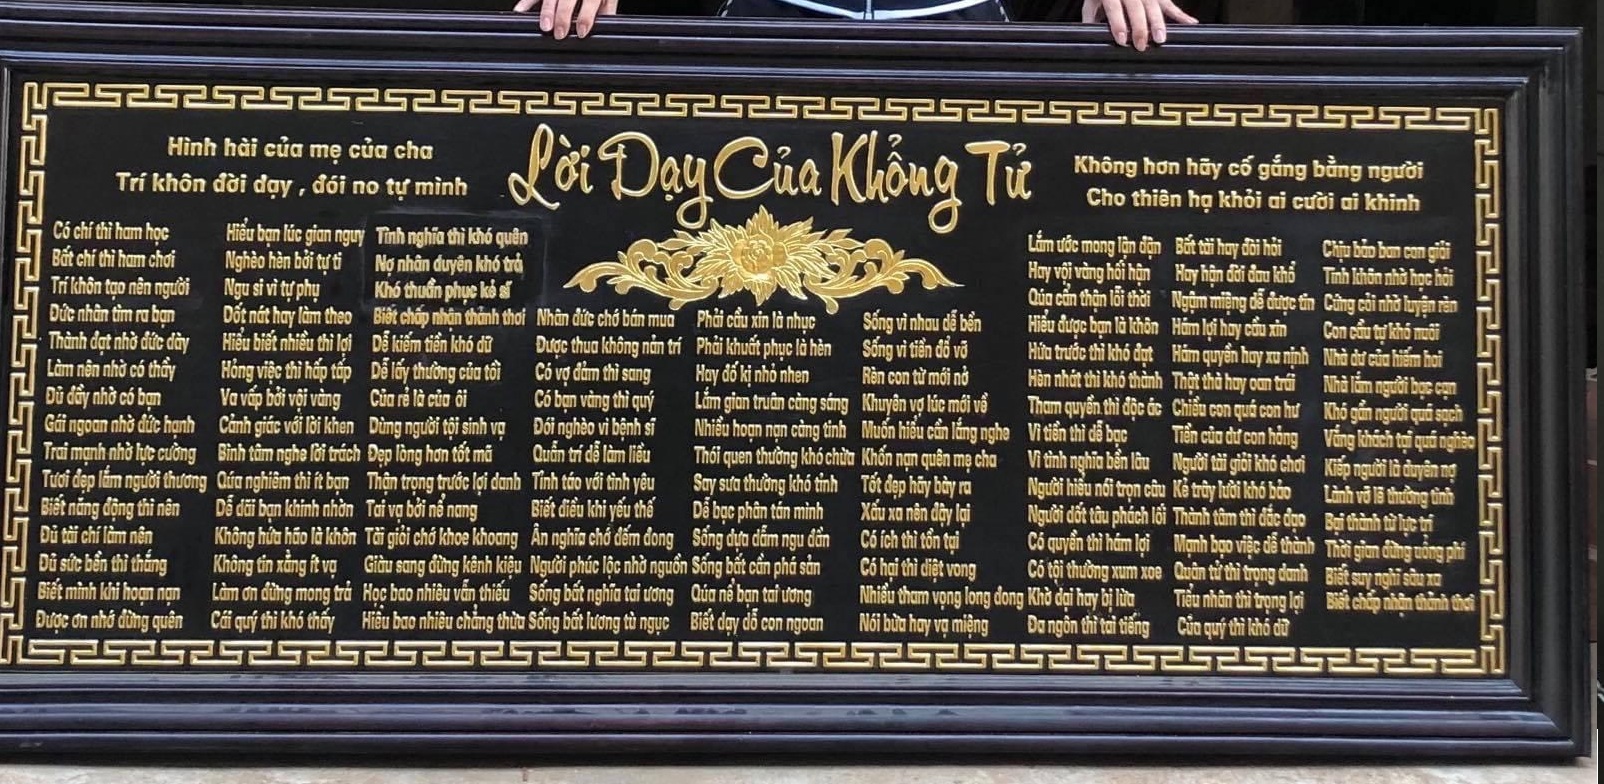 Lời Dạy Của Khổng Tử
Hình hài của mẹ của cha
Trí khôn đời dạy , đói no tự mình
Không hơn hãy cố gắng bằng người
Cho thiên hạ khỏi ai cười ai khinh
Có chí thì ham học
Bất chí thì ham chơi
Trí khôn tạo nên người
Đức nhân tìm ra bạn
Thành đạt nhờ đức dày
Làm nên nhờ có thầy
Đủ đầy nhờ có bạn
Gái ngoan nhờ đức hạnh
Trai mạnh nhờ lực cường
Tươi đẹp lắm người thương
Biết năng động thì nên
Đủ tài chí làm nên
Đủ sức bền thì thắng
Biết mình khi hoạn nạn
Được ơn nhớ đừng quên
Hiểu bạn lúc gian nguy
Nghèo hèn bởi tự ti
Ngu si vì tự phụ
Dốt nát hay làm theo
Hiểu biết nhiều thì lợi
Hỏng việc thì hấp tấp
Va vấp bởi vội vàng
Cảnh giác với lời khen
Bình tâm nghe lời trách
Qúa nghiêm thì ít bạn
Dễ dãi bạn khinh nhờn
Không hứa hão là khôn
Không tin xằng ít vạ
Làm ơn đừng mong trả
Cái quý thì khó thấy
Tình nghĩa thì khó quên
Nợ nhân duyên khó trả
Khó thuần phục kẻ sĩ
Biết chấp nhận thảnh thơi
Dễ kiếm tiền khó dữ
Dễ lấy thường của tồi
Của rẻ là của ôi
Dùng người tồi sinh vạ
Đẹp lòng hơn tốt mã
Thận trọng trước lợi danh
Tai vạ bởi nể nang
Tài giỏi chớ khoe khoang
Giàu sang đừng kênh kiệu
Học bao nhiêu vẫn thiếu
Hiểu bao nhiêu chẳng thừa
Nhân đức chớ bán mua
Được thua không nản trí
Có vợ đảm thì sang
Có bạn vàng thì quý
Đói nghèo vì bệnh sĩ
Quẫn trí dễ làm liều
Tỉnh táo với tình yêu
Biết điều khi yếu thế
Ân nghĩa chớ đếm đong
Người phúc lộc nhờ nguồn
Sống bất nghĩa tai ương
Sống bất lương tù ngục
Phải cầu xin là nhục
Phải khuất phục là hèn
Hay đố kị nhỏ nhen
Lắm gian truân càng sáng
Nhiều hoạn nạn càng tinh
Thói quen thường khó chừa
Say sưa thường khó tỉnh
Dễ bạc phận tán mình
Sống dựa dẫm ngu đần
Sống bất cần phá sản
Qúa nể bạn tai ương
Biết dạy dỗ con ngoan
Sống vì nhau dễ bền
Sống vì tiền đổ vỡ
Rèn con từ mới nở
Khuyên vợ lúc mới về
Muốn hiểu cần lắng nghe
Khốn nạn quên mẹ cha
Tốt đẹp hãy bày ra
Xấu xa nên đậy lại
Có ích thì tồn tại
Có hại thì diệt vong
Nhiều tham vọng long đong
Nói bừa hay vạ miệng
Lắm ước mong lận đận
Hay vội vàng hối hận
Qúa cẩn thận lỗi thời
Hiểu được bạn là khôn
Hứa trước thì khó đạt
Hèn nhát thì khó thành
Tham quyền thì độc ác
Vì tiền thì dễ bạc
Vì tình nghĩa bền lâu
Người hiểu nói trọn câu
Người dốt tâu phách lối
Có quyền thì hám lợi
Có tội thường xum xoe
Khờ dại hay bị lừa
Đa ngôn thì tai tiếng
Bất tài hay đòi hỏi
Hay hận đời đau khổ
Ngậm miệng dễ được tin
Hám lợi hay cầu xin
Hám quyền hay xu nịnh
Thật thà hay oan trái
Chiều con quá con hư
Tiền của dư con hỏng
Người tài giỏi khó chơi
Kẻ trây lười khó bảo
Thành tâm thì đắc đạo
Mạnh bạo việc dễ thành
Quân tử thì trọng danh
Tiểu nhân thì trọng lợi
Của quý thì khó dữ
Chịu bảo ban con giỏi
Tinh khôn nhờ học hỏi
Cứng cỏi nhờ luyện rèn
Con cầu tự khó nuôi
Nhà dư của hiếm hoi
Nhà lắm người bạc cạn
Khó gần người quá sạch
Vắng khách tại quá nghèo
Kiếp người là duyên nợ
Lành vỡ lẽ thường tình
Bại thành từ lực trí
Thời gian đừng uổng phí
Biết suy nghĩ sâu xa
Biết chấp nhận thảnh thơi